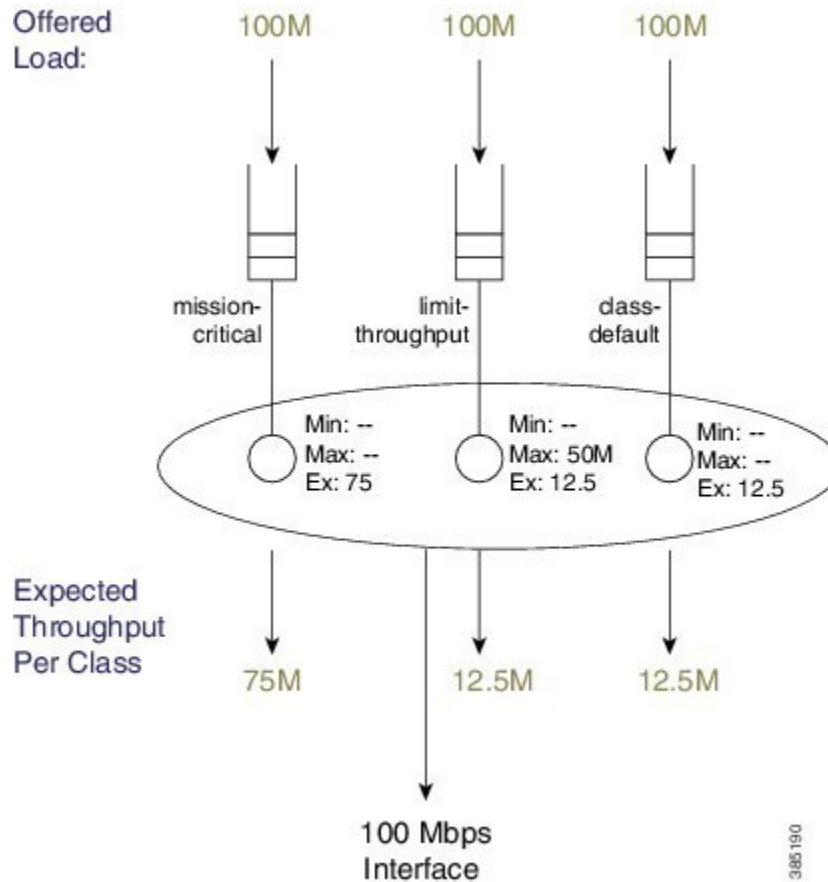 Offered
Load:
100M
100M
100M
mission-
critical
limit-
throughput
class-
default
Min: --
Max: --
Ex: 75
Min: --
Max: 50M
Ex: 12.5
Min: --
Max: --
Ex: 12.5
Expected
Throughput
Per Class
75M
12.5M
12.5M
100 Mbps
Interface
385190